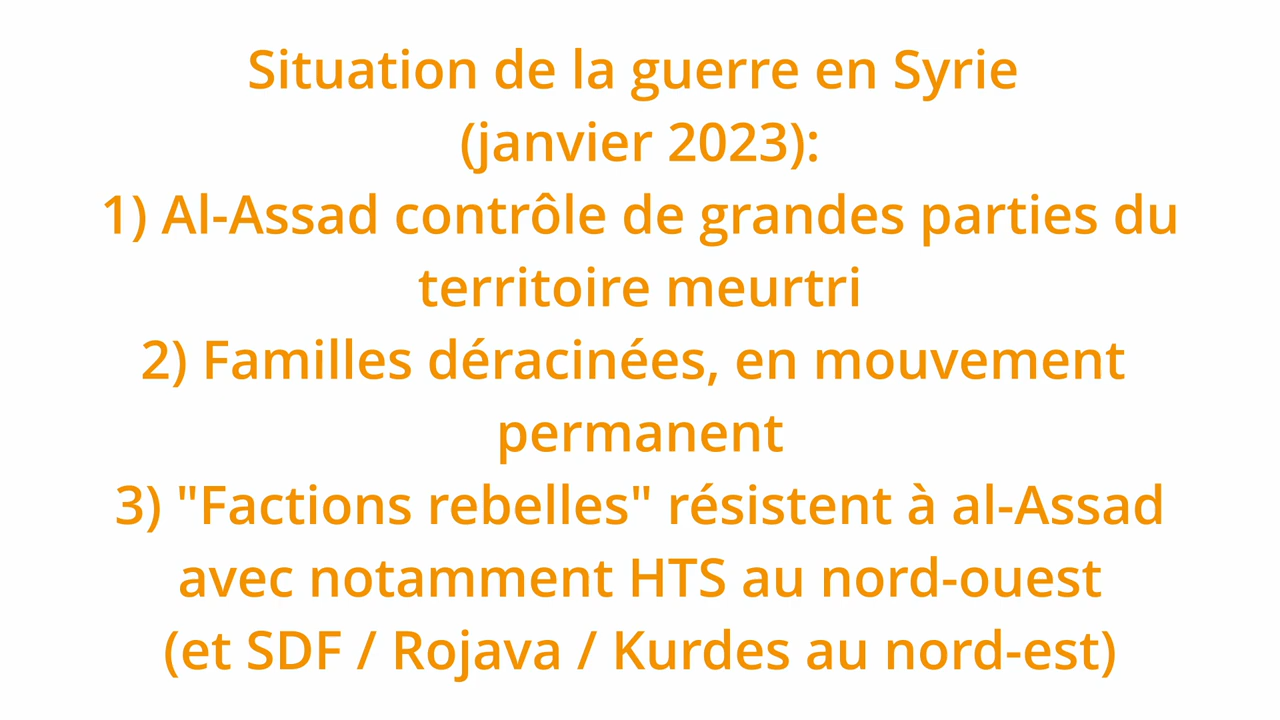 Situation de la guerre en Syrie
(janvier 2023):
1) Al-Assad contrôle de grandes parties du
territoire meurtri
2) Familles déracinées, en mouvement
permanent
3) "Factions rebelles" résistent à al-Assad
avec notamment HTS au nord-ouest
(et SDF / Rojava / Kurdes au nord-est)